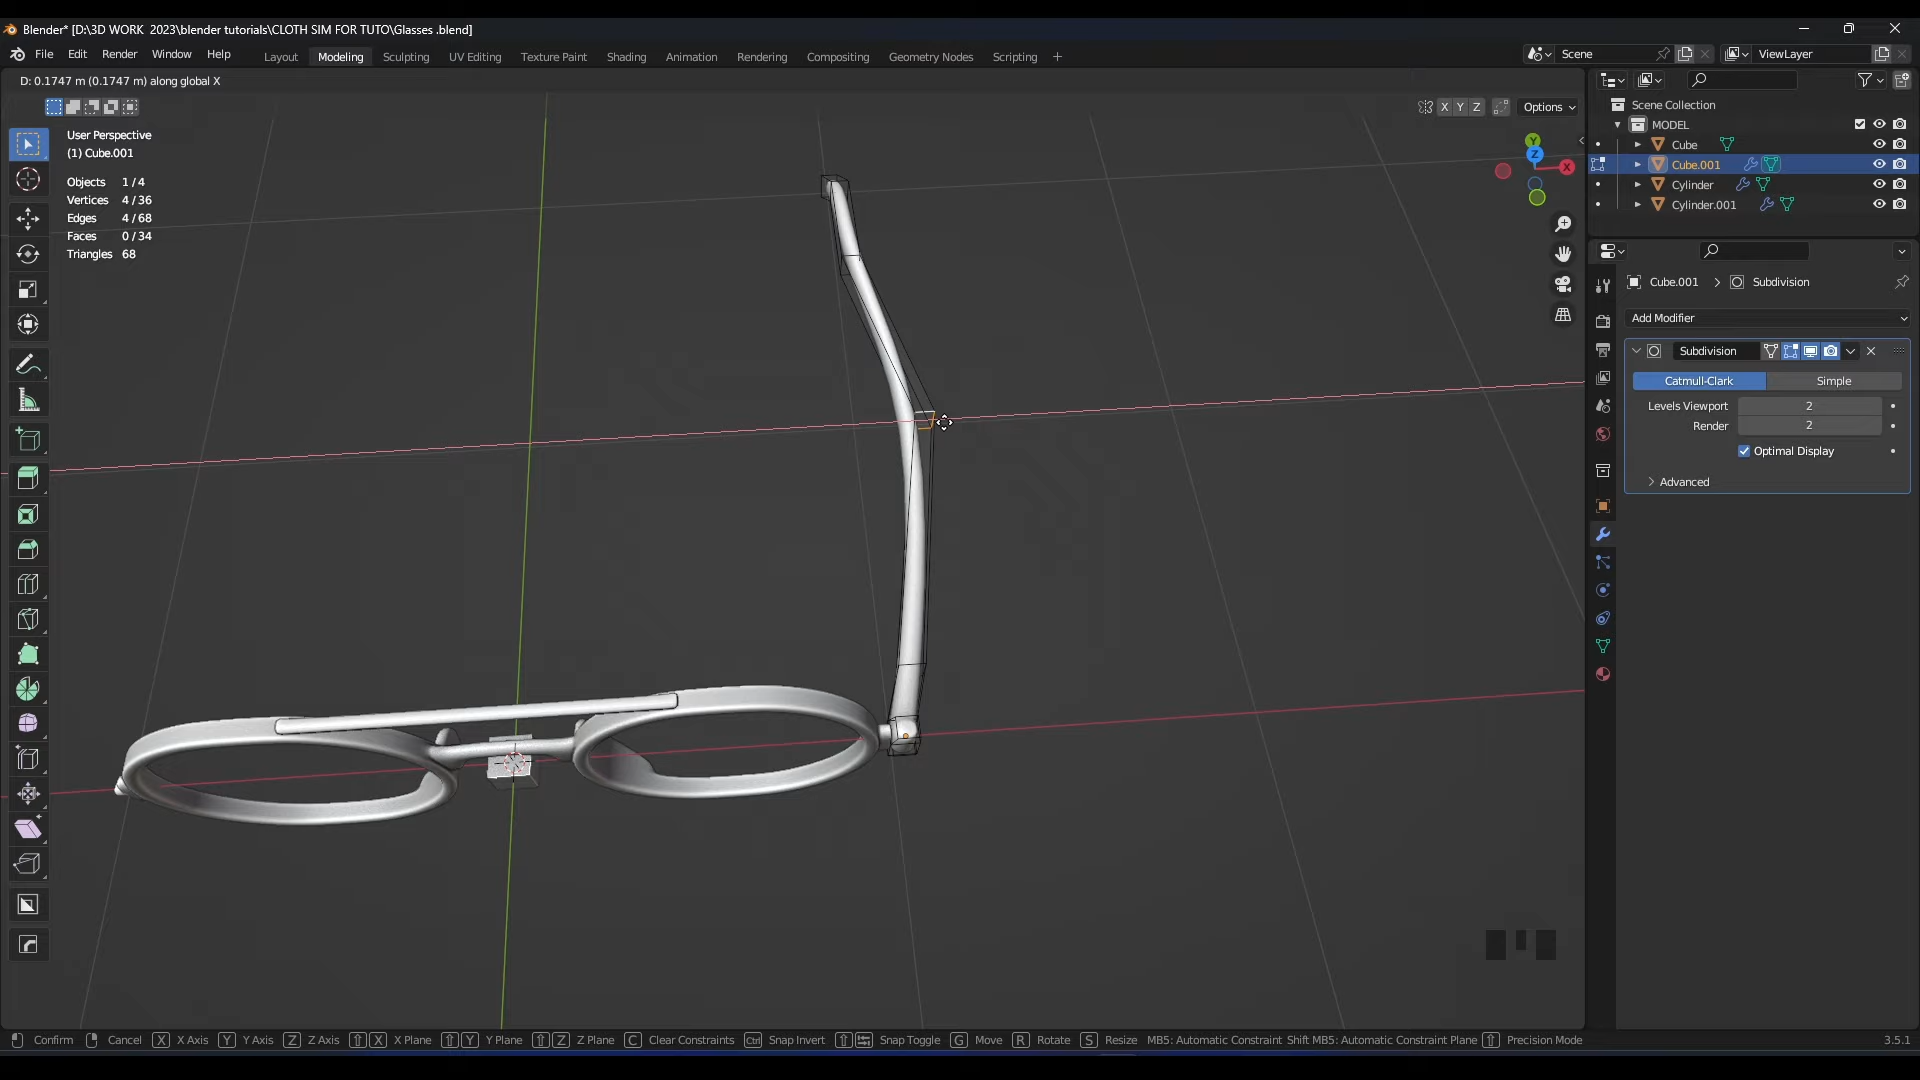 Blender* [D:\3D WORK  2023\blender tutorials\CLOTH SIM FOR TUTO\Glasses .blend]
File Edit Render Window Help Layout Modeling Sculpting UV Editing Texture Paint Shading Animation Rendering Compositing Geometry Nodes Scripting + Scene ViewLayer
D: 0.1747 m (0.1747 m) along global X
X Y Z Options
User Perspective
(1) Cube.001
Objects 1/4
Vertices 4/36
Edges 4/68
Faces 0/34
Triangles 68
Y
Z
X
Scene Collection
MODEL
Cube
Cube.001
Cylinder
Cylinder.001
Cube.001 > Subdivision
Add Modifier
Subdivision
Catmull-Clark Simple
Levels Viewport 2
Render 2
Optimal Display
Advanced
Confirm Cancel X X Axis Y Y Axis Z Z Axis X X Plane Y Y Plane Z Z Plane C Clear Constraints Ctrl Snap Invert Snap Toggle G Move R Rotate S Resize MB5: Automatic Constraint Shift MB5: Automatic Constraint Plane Precision Mode 3.5.1